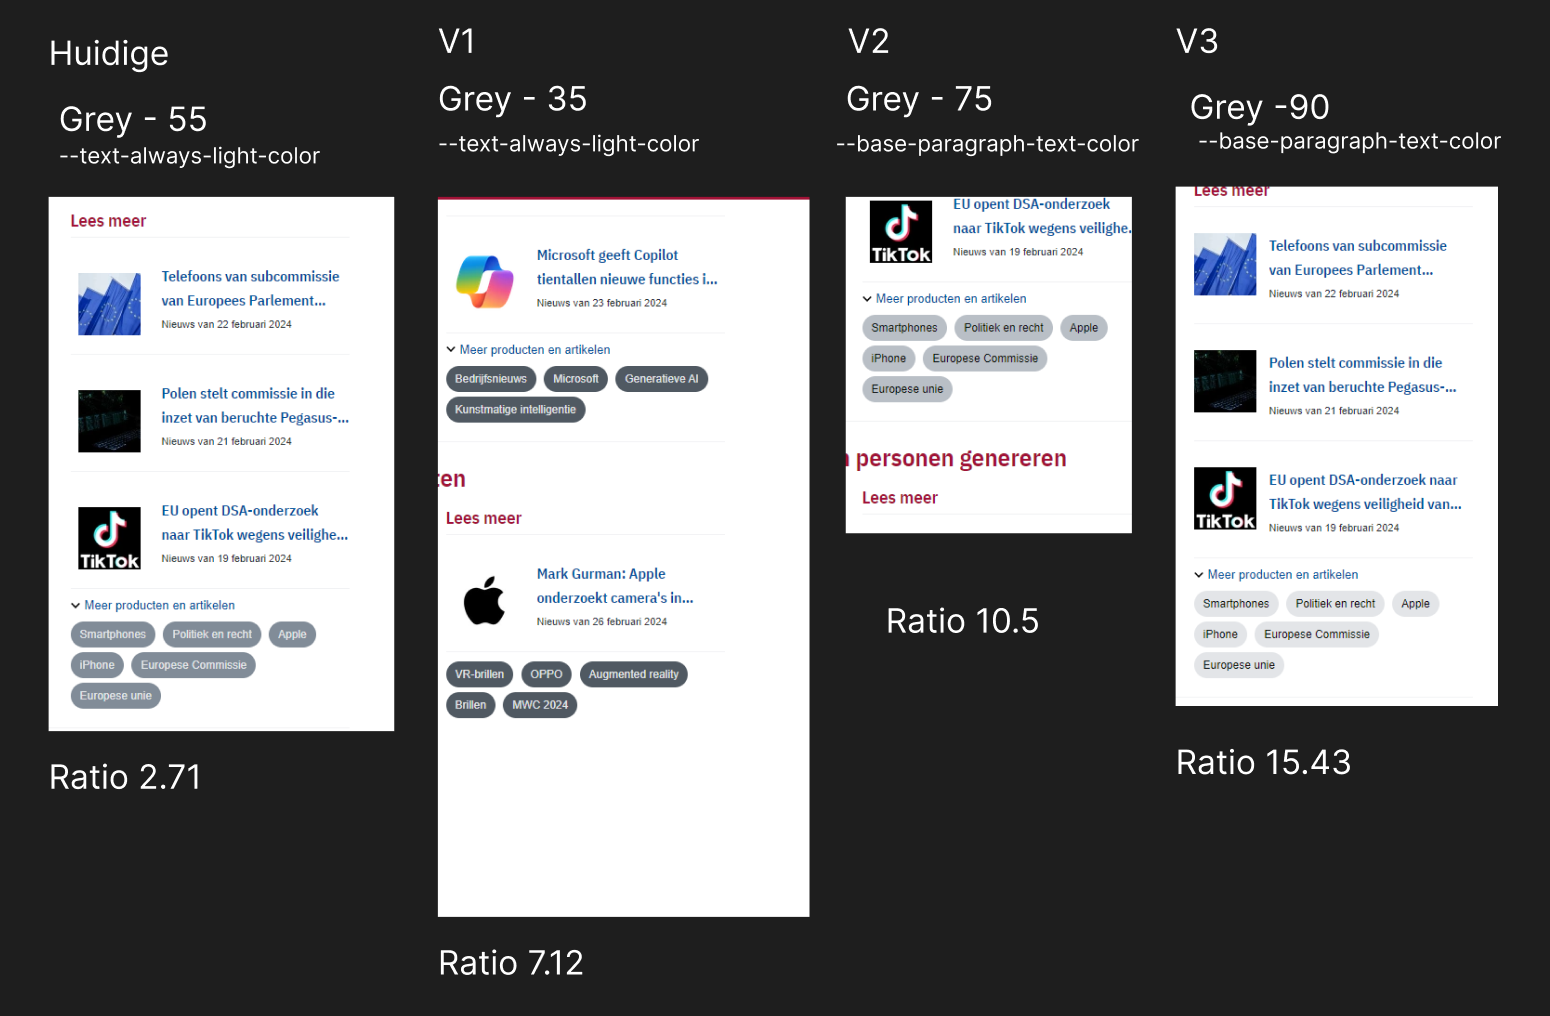 Huidige
Grey - 55
--text-always-light-color
Lees meer
Telefoons van subcommissie
van Europees Parlement...
Nieuws van 22 februari 2024
Polen stelt commissie in die
inzet van beruchte Pegasus-...
Nieuws van 21 februari 2024
TikTok
EU opent DSA-onderzoek
naar TikTok wegens veilighe...
Nieuws van 19 februari 2024
Meer producten en artikelen
Smartphones Politiek en recht Apple
iPhone Europese Commissie
Europese unie
Ratio 2.71
V1
Grey - 35
--text-always-light-color
Microsoft geeft Copilot
tientallen nieuwe functies i...
Nieuws van 23 februari 2024
Meer producten en artikelen
Bedrijfsnieuws Microsoft Generatieve AI
Kunstmatige intelligentie
ten
Lees meer
Mark Gurman: Apple
onderzoekt camera's in...
Nieuws van 26 februari 2024
VR-brillen OPPO Augmented reality
Brillen MWC 2024
Ratio 7.12
V2
Grey - 75
--base-paragraph-text-color
TikTok
EU opent DSA-onderzoek
naar TikTok wegens veilighe.
Nieuws van 19 februari 2024
Meer producten en artikelen
Smartphones Politiek en recht Apple
iPhone Europese Commissie
Europese unie
personen genereren
Lees meer
Ratio 10.5
V3
Grey -90
--base-paragraph-text-color
Lees meer
Telefoons van subcommissie
van Europees Parlement...
Nieuws van 22 februari 2024
Polen stelt commissie in die
inzet van beruchte Pegasus-...
Nieuws van 21 februari 2024
TikTok
EU opent DSA-onderzoek naar
TikTok wegens veiligheid van...
Nieuws van 19 februari 2024
Meer producten en artikelen
Smartphones Politiek en recht Apple
iPhone Europese Commissie
Europese unie
Ratio 15.43